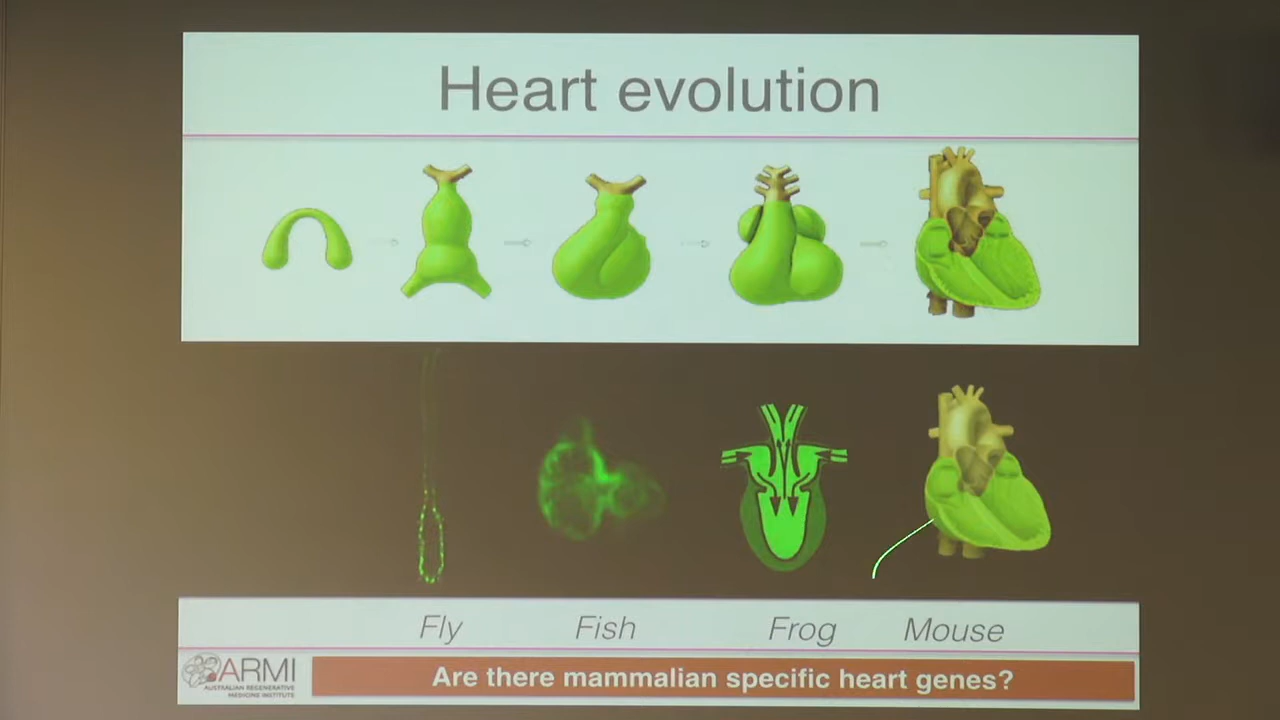 Heart evolution
Fly Fish Frog Mouse
ARMI
AUSTRALIAN REGENERATIVE
MEDICINE INSTITUTE
Are there mammalian specific heart genes?